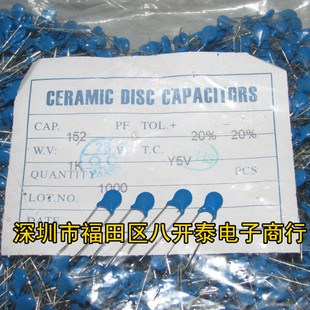 CERAMIC DISC CAPACITORS
CAP. 152 PF TOL.+ 20% -20%
W.V: 1K V T.C. Y5V
QUANTITY: 1000 PCS
LOT.NO.
DATE
深圳市福田区八开泰电子商行